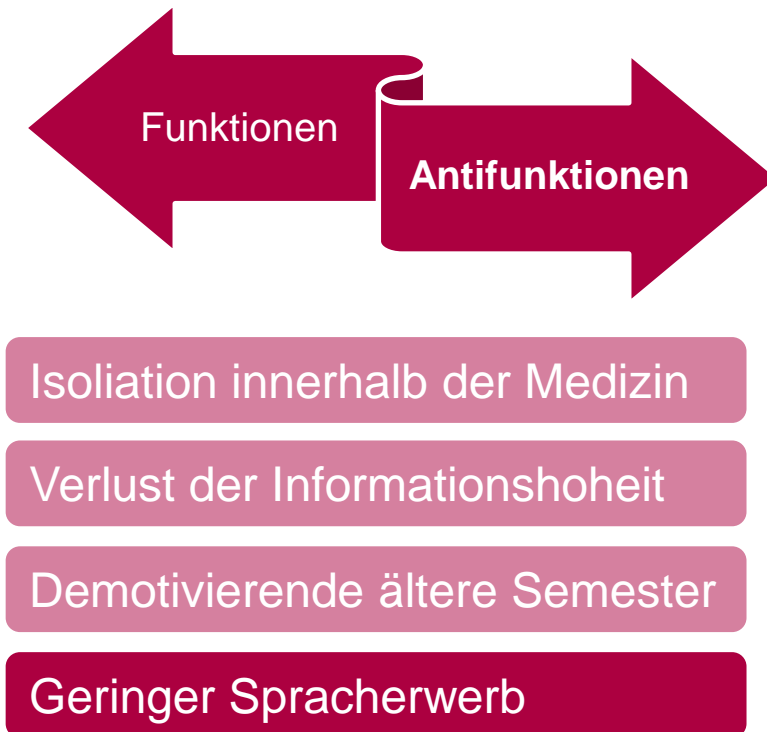 Funktionen
Antifunktionen
Isoliation innerhalb der Medizin
Verlust der Informationshoheit
Demotivierende ältere Semester
Geringer Spracherwerb